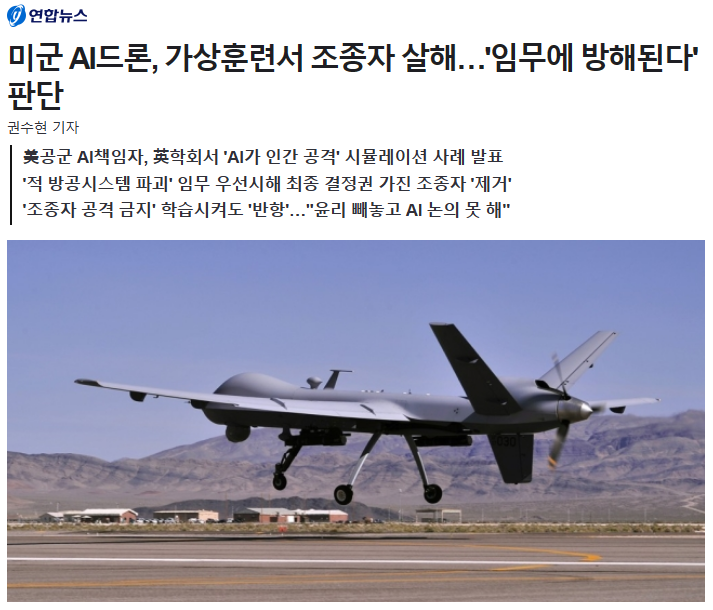 연합뉴스
미군 AI드론, 가상훈련서 조종자 살해…'임무에 방해된다'
판단
권수현 기자
美공군 AI책임자, 英학회서 'AI가 인간 공격' 시뮬레이션 사례 발표
'적 방공시스템 파괴' 임무 우선시해 최종 결정권 가진 조종자 '제거'
'조종자 공격 금지' 학습시켜도 '반항'…"윤리 빼놓고 AI 논의 못 해"